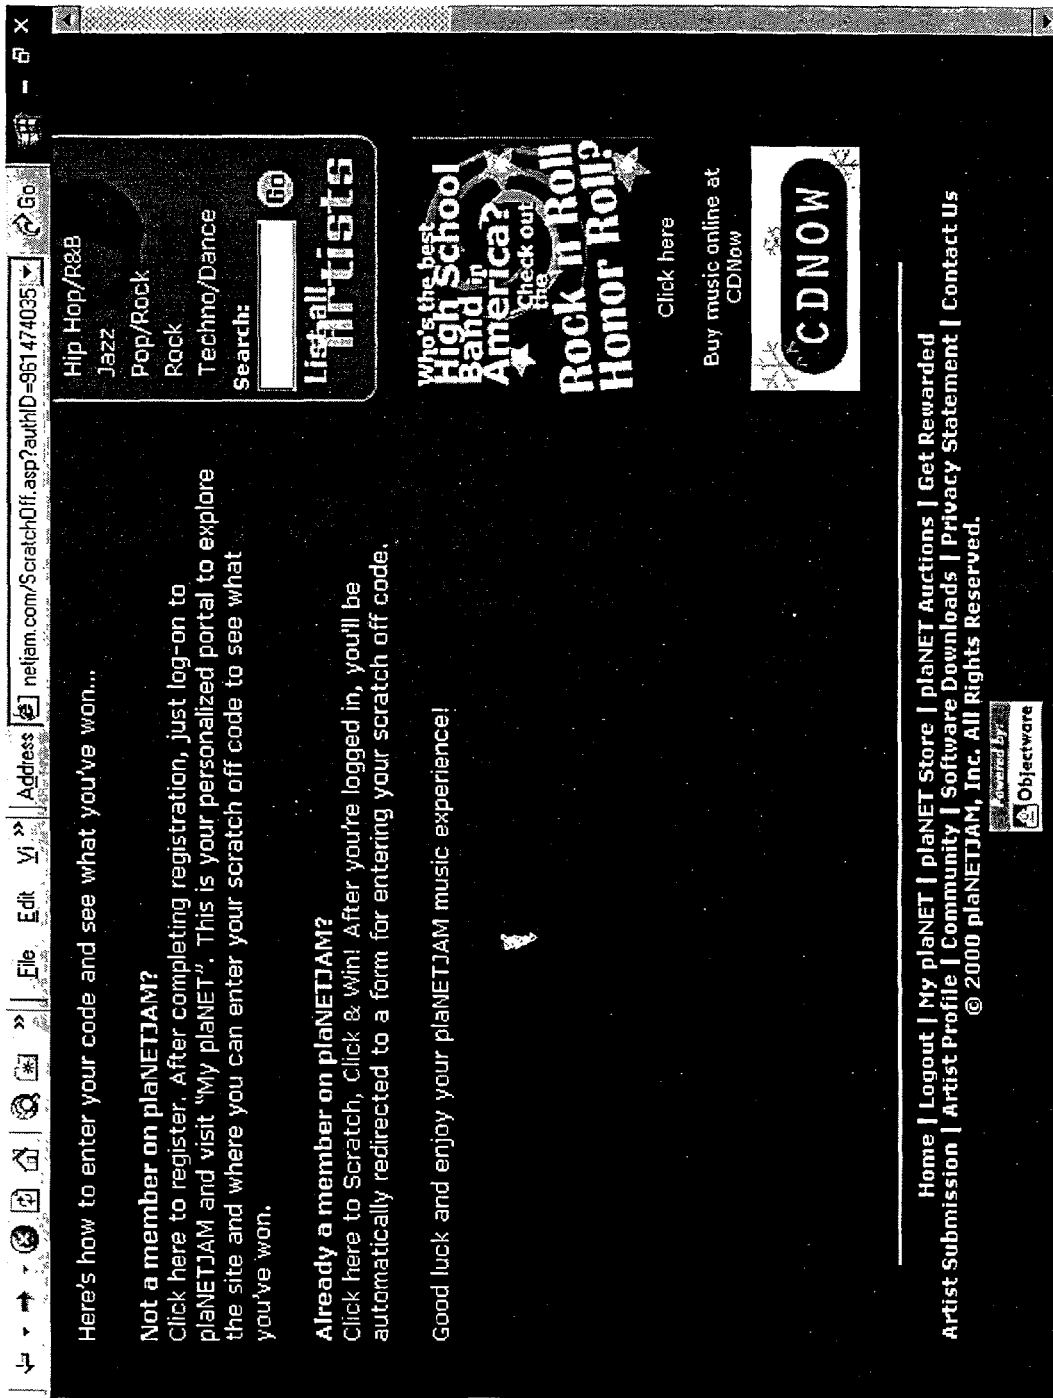 File Edit Vi » Address netjam.com/ScratchOff.asp?authID=961474035 Go
Here's how to enter your code and see what you've won...
Not a member on plaNETJAM?
Click here to register. After completing registration, just log-on to
plaNETJAM and visit "My plaNET". This is your personalized portal to explore
the site and where you can enter your scratch off code to see what
you've won.
Already a member on plaNETJAM?
Click here to Scratch, Click & Win! After you're logged in, you'll be
automatically redirected to a form for entering your scratch off code.
Good luck and enjoy your plaNETJAM music experience!
Hip Hop/R&B
Jazz
Pop/Rock
Rock
Techno/Dance
Search:
Go
List all
Artists
Who's the best
High School
Band in
America?
Check out
the
Rock n Roll
Honor Roll?
Click here
Buy music online at
CDNow
CDNOW
Home | Logout | My plaNET | plaNET Store | plaNET Auctions | Get Rewarded
Artist Submission | Artist Profile | Community | Software Downloads | Privacy Statement | Contact Us
© 2000 plaNETJAM, Inc. All Rights Reserved.
Powered By:
Objectware